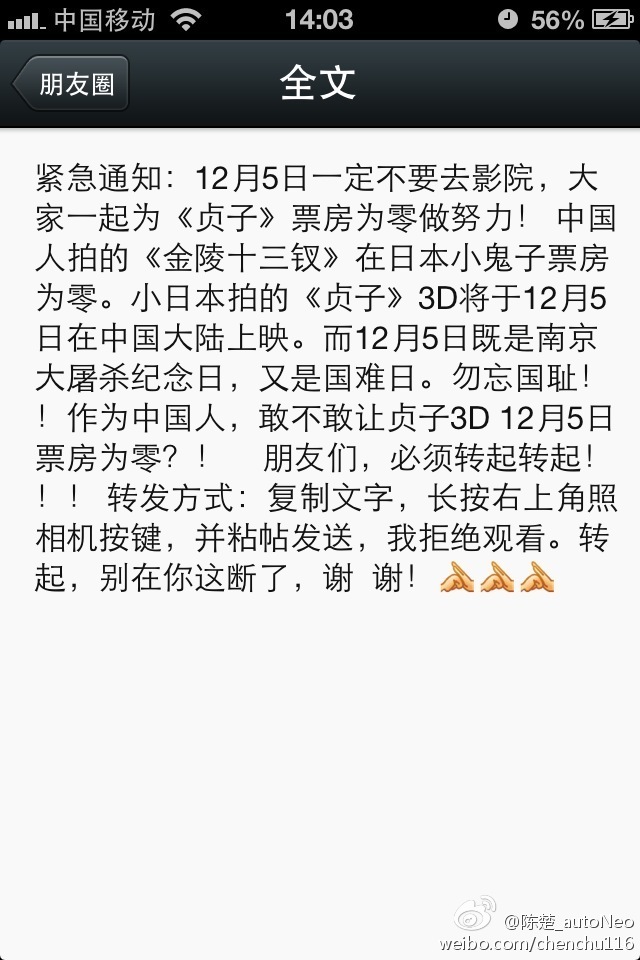 中国移动 14:03 56%
朋友圈 全文
紧急通知：12月5日一定不要去影院，大
家一起为《贞子》票房为零做努力！ 中国
人拍的《金陵十三钗》在日本小鬼子票房
为零。小日本拍的《贞子》3D将于12月5
日在中国大陆上映。而12月5日既是南京
大屠杀纪念日，又是国难日。勿忘国耻！
！作为中国人，敢不敢让贞子3D 12月5日
票房为零？！ 朋友们，必须转起转起！
！！ 转发方式：复制文字，长按右上角照
相机按键，并粘帖发送，我拒绝观看。转
起，别在你这断了，谢 谢！
@陈楚_autoNeo
weibo.com/chenchu116